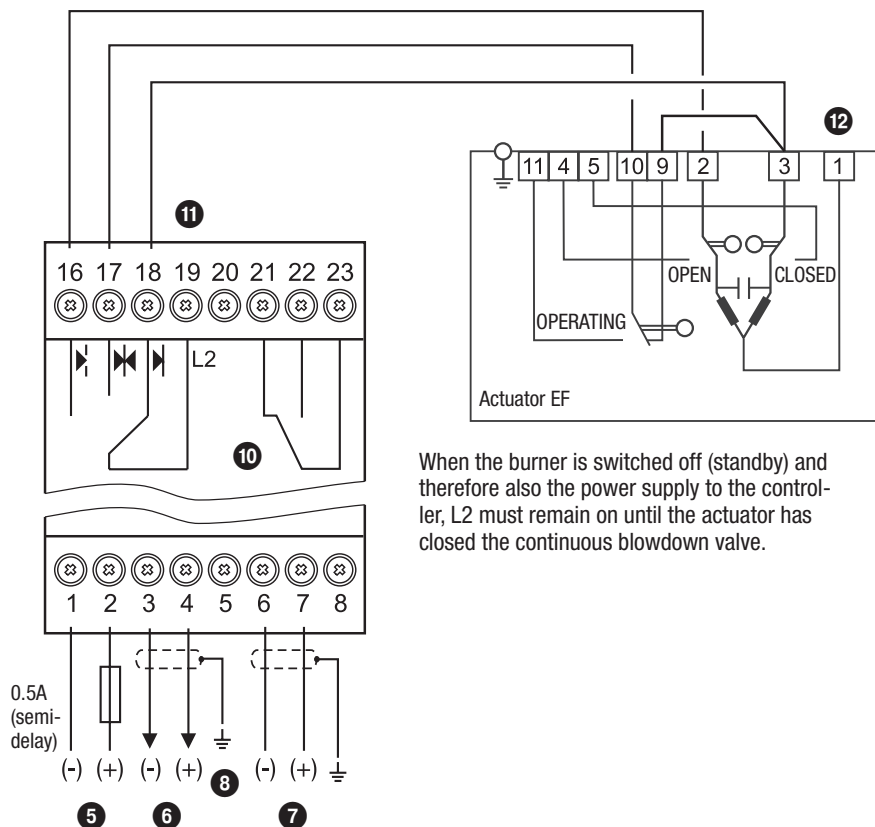 12
11 4 5 10 9 2 3 1
11
16 17 18 19 20 21 22 23
OPEN CLOSED
OPERATING
L2
Actuator EF
10
When the burner is switched off (standby) and
therefore also the power supply to the control-
ler, L2 must remain on until the actuator has
closed the continuous blowdown valve.
1 2 3 4 5 6 7 8
0.5A
(semi-
delay)
(-) (+) (-) (+) 8 (-) (+)
5 6 7